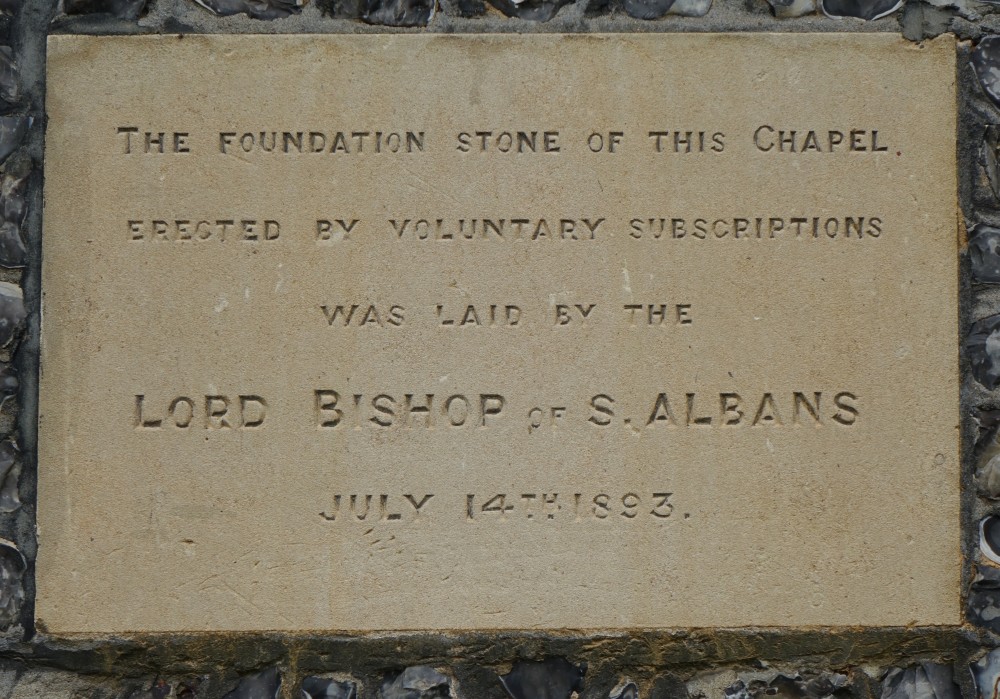 THE FOUNDATION STONE OF THIS CHAPEL.
ERECTED BY VOLUNTARY SUBSCRIPTIONS
WAS LAID BY THE
LORD BISHOP OF S. ALBANS
JULY 14TH 1893.